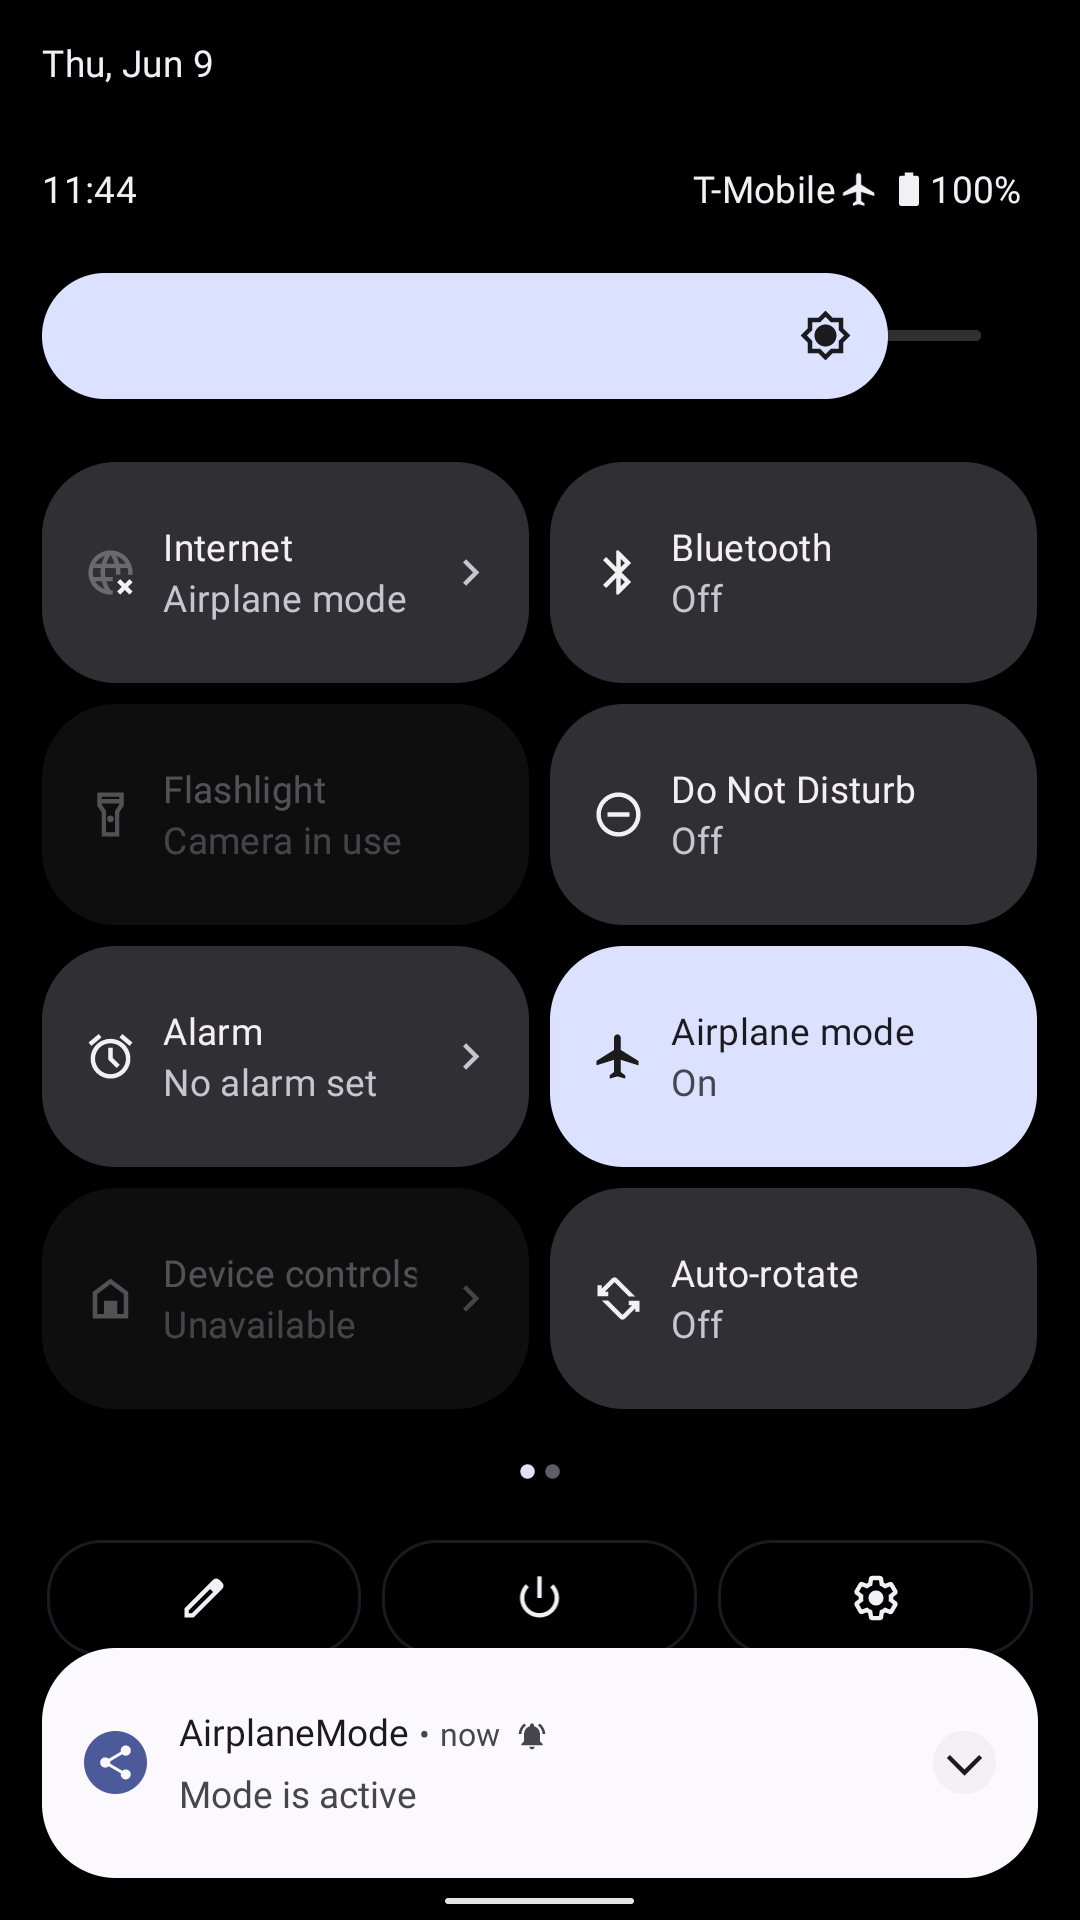 Thu, Jun 9
11:44
T-Mobile 100%
Internet
Airplane mode
Bluetooth
Off
Flashlight
Camera in use
Do Not Disturb
Off
Alarm
No alarm set
Airplane mode
On
Device controls
Unavailable
Auto-rotate
Off
AirplaneMode • now
Mode is active